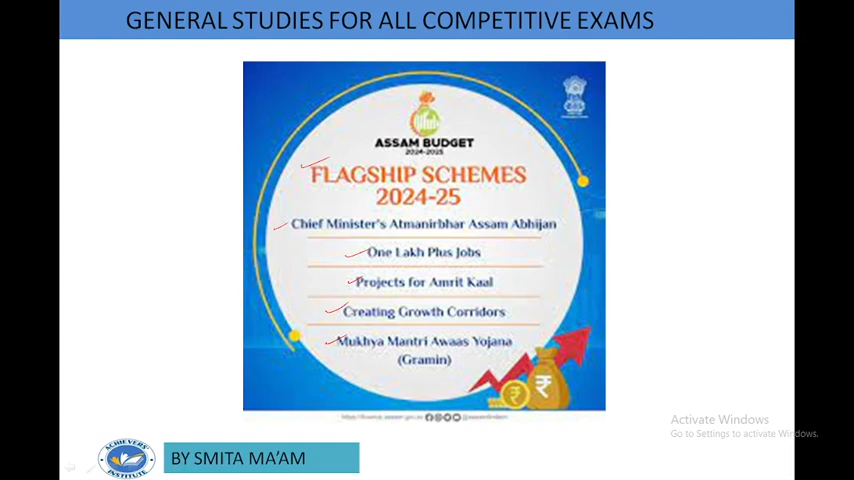 GENERAL STUDIES FOR ALL COMPETITIVE EXAMS
ASSAM BUDGET
2024-2025
FLAGSHIP SCHEMES
2024-25
Chief Minister's Atmanirbhar Assam Abhijan
One Lakh Plus Jobs
Projects for Amrit Kaal
Creating Growth Corridors
Mukhya Mantri Awaas Yojana
(Gramin)
Activate Windows
Go to Settings to activate Windows.
ACHIEVERS'
INSTITUTE
BY SMITA MA'AM